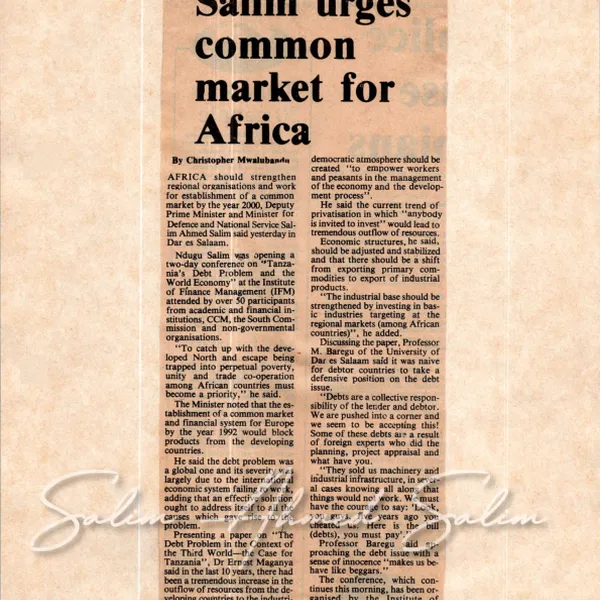 Salim urges
common
market for
Africa
By Christopher Mwalubandu
AFRICA should strengthen
regional organisations and work
for establishment of a common
market by the year 2000, Deputy
Prime Minister and Minister for
Defence and National Service Sal-
im Ahmed Salim said yesterday in
Dar es Salaam.
Ndugu Salim was opening a
two-day conference on "Tanza-
nia's Debt Problem and the
World Economy" at the Institute
of Finance Management (IFM)
attended by over 50 participants
from academic and financial in-
stitutions, CCM, the South Com-
mission and non-governmental
organisations.
"To catch up with the deve-
loped North and escape being
trapped into perpetual poverty,
unity and trade co-operation
among African countries must
become a priority," he said.
The Minister noted that the es-
tablishment of a common market
and financial system for Europe
by the year 1992 would block
products from the developing
countries.
He said the debt problem was
a global one and its severity
largely due to the
economic system failing
adding that an effective solution
ought to address itself
causes which
problem.
Presenting a paper on "The
Debt Problem in the Context of
the Third World—the Case for
Tanzania", Dr Ernest Maganya
said in the last 10 years, there had
been a tremendous increase in the
outflow of resources from the de-
veloping countries to the industri-
democratic atmosphere should be
created "to empower workers
and peasants in the management
of the economy and the develop-
ment process".
He said the current trend of
privatisation in which "anybody
is invited to invest" would lead to
tremendous outflow of resources.
Economic structures, he said,
should be adjusted and stabilized
and that there should be a shift
from exporting primary com-
modities to export of industrial
products.
"The industrial base should be
strengthened by investing in bas-
ic industries targeting at the
regional markets (among African
countries)", he added.
Discussing the paper, Professor
M. Baregu of the University of
Dar es Salaam said it was naive
for debtor countries to take a
defensive position on the debt
issue.
"Debts are a collective respon-
sibility of the lender and debtor.
We are pushed into a corner and
we seem to be accepting this!
Some of these debts are a result
of foreign experts who did the
planning, project appraisal and
what have you.
"They sold us machinery and
industrial infrastructure, in
al cases knowing all along that
things would not work. We must
have the courage to say:
years ago you
cheated us. Here is the bill
(debts), you must pay
Professor Baregu said
proaching the debt issue with a
sense of innocence "makes us be-
have like beggars."
The conference, which con-
tinues this morning, has been or-
ganised by the Institute of
Salim Ahmed Salim